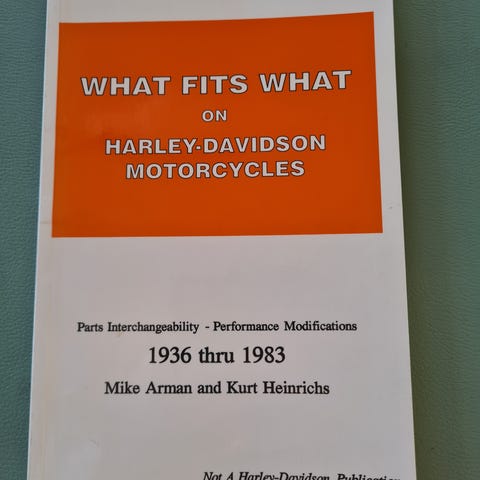 WHAT FITS WHAT
ON
HARLEY-DAVIDSON
MOTORCYCLES
Parts Interchangeability - Performance Modifications
1936 thru 1983
Mike Arman and Kurt Heinrichs
Not A Harley-Davidson Publication